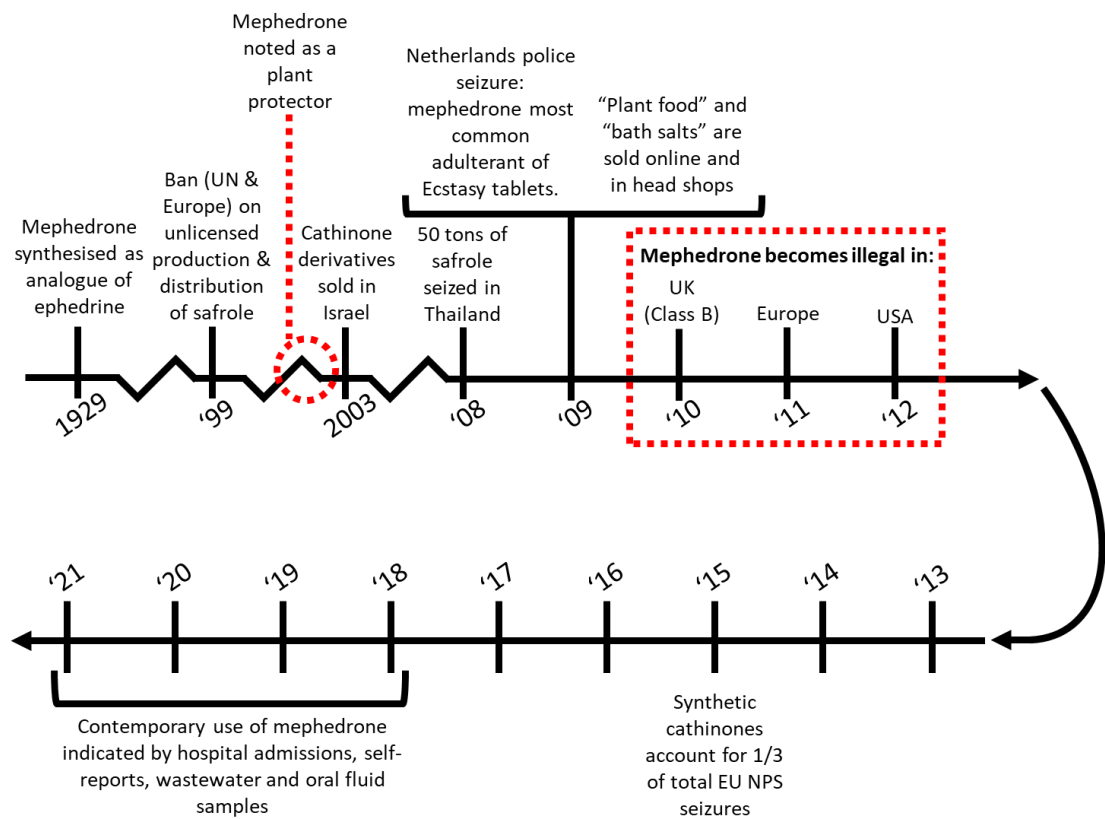 Mephedrone
noted as a
plant
protector
Netherlands police
seizure:
mephedrone most
common
adulterant of
Ecstasy tablets.
“Plant food” and
“bath salts” are
sold online and
in head shops
Mephedrone
synthesised as
analogue of
ephedrine
Ban (UN &
Europe) on
unlicensed
production &
distribution
of safrole
Cathinone
derivatives
sold in
Israel
50 tons of
safrole
seized in
Thailand
Mephedrone becomes illegal in:
UK
(Class B)
Europe
USA
1929
‘99
2003
‘08
‘09
‘10
‘11
‘12
‘21
‘20
‘19
‘18
‘17
‘16
‘15
‘14
‘13
Contemporary use of mephedrone
indicated by hospital admissions, self-
reports, wastewater and oral fluid
samples
Synthetic
cathinones
account for 1/3
of total EU NPS
seizures